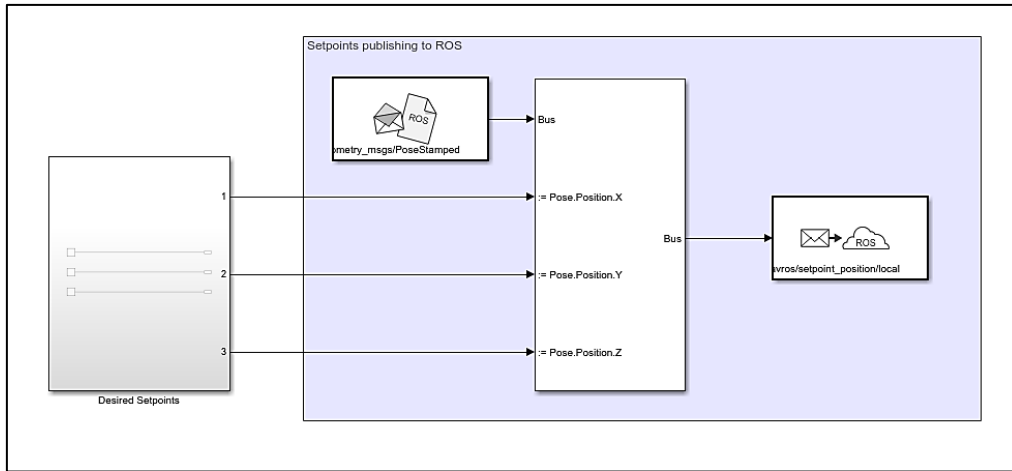 Setpoints publishing to ROS
ROS
ometry_msgs/PoseStamped
Bus
1
:= Pose.Position.X
2
:= Pose.Position.Y
3
:= Pose.Position.Z
Bus
ROS
avros/setpoint_position/local
Desired Setpoints